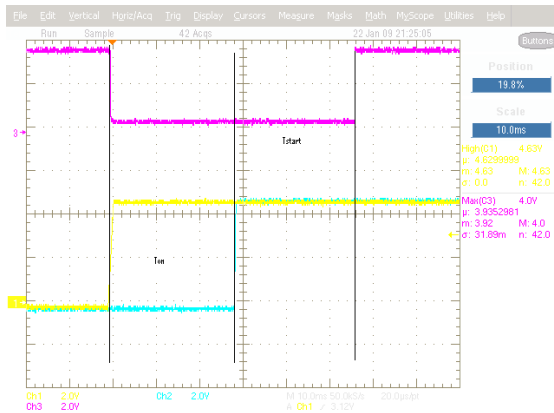 File Edit Vertical Horiz/Acq Trig Display Cursors Measure Masks Math MyScope Utilities Help
Run Sample 42 Acqs 22 Jan 09 21:25:05
Buttons
Position
19.8%
Scale
10.0ms
3
Tstart
High(C1) 4.63V
µ: 4.6299999
m: 4.63 M: 4.63
σ: 0.0 n: 42.0
Max(C3) 4.0V
µ: 3.9352981
m: 3.92 M: 4.0
σ: 31.89m n: 42.0
Ton
Ch1 2.0V Ch2 2.0V M 10.0ms 50.0kS/s 20.0µs/pt
Ch3 2.0V A Ch1 / 3.12V